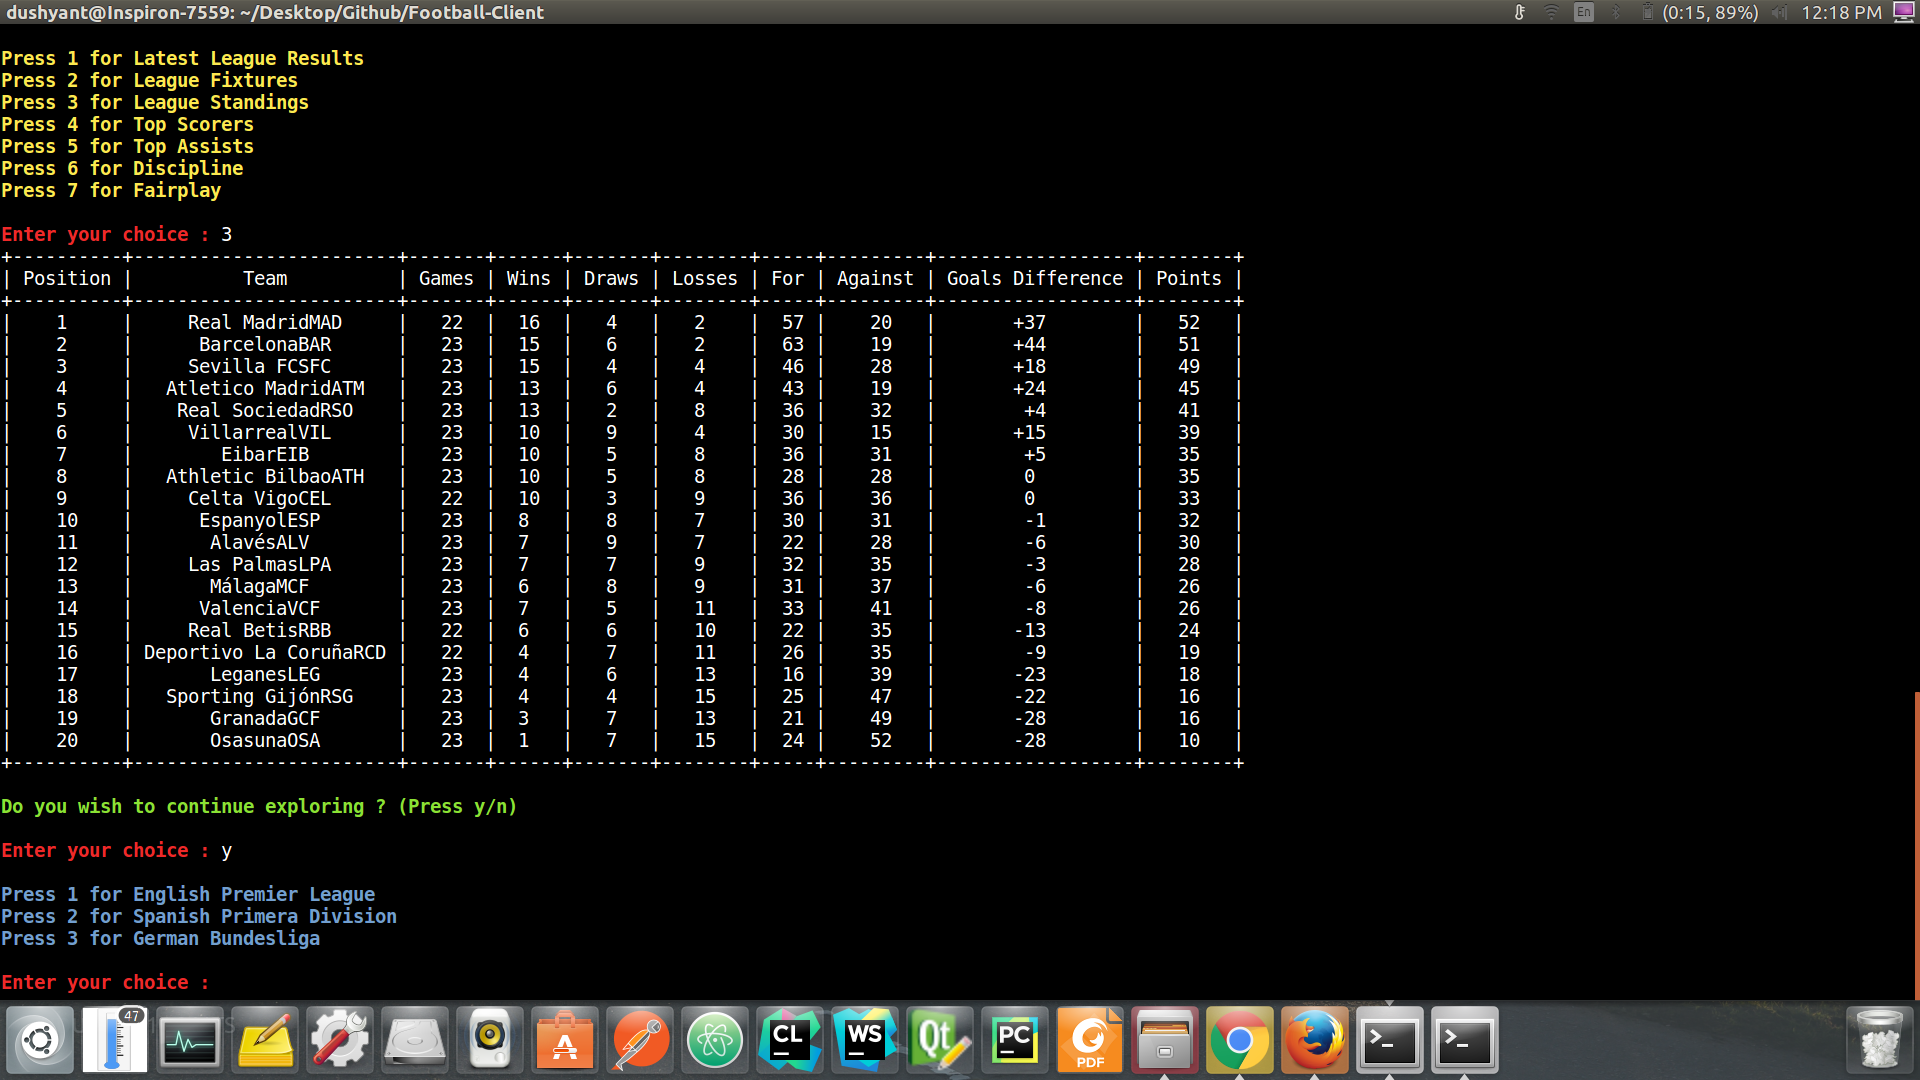 dushyant@Inspiron-7559: ~/Desktop/Github/Football-Client En (0:15, 89%) 12:18 PM
Press 1 for Latest League Results
Press 2 for League Fixtures
Press 3 for League Standings
Press 4 for Top Scorers
Press 5 for Top Assists
Press 6 for Discipline
Press 7 for Fairplay
Enter your choice : 3
+----------+------------------------+-------+------+-------+--------+-----+---------+------------------+--------+
| Position | Team | Games | Wins | Draws | Losses | For | Against | Goals Difference | Points |
+----------+------------------------+-------+------+-------+--------+-----+---------+------------------+--------+
| 1 | Real MadridMAD | 22 | 16 | 4 | 2 | 57 | 20 | +37 | 52 |
| 2 | BarcelonaBAR | 23 | 15 | 6 | 2 | 63 | 19 | +44 | 51 |
| 3 | Sevilla FCSFC | 23 | 15 | 4 | 4 | 46 | 28 | +18 | 49 |
| 4 | Atletico MadridATM | 23 | 13 | 6 | 4 | 43 | 19 | +24 | 45 |
| 5 | Real SociedadRSO | 23 | 13 | 2 | 8 | 36 | 32 | +4 | 41 |
| 6 | VillarrealVIL | 23 | 10 | 9 | 4 | 30 | 15 | +15 | 39 |
| 7 | EibarEIB | 23 | 10 | 5 | 8 | 36 | 31 | +5 | 35 |
| 8 | Athletic BilbaoATH | 23 | 10 | 5 | 8 | 28 | 28 | 0 | 35 |
| 9 | Celta VigoCEL | 22 | 10 | 3 | 9 | 36 | 36 | 0 | 33 |
| 10 | EspanyolESP | 23 | 8 | 8 | 7 | 30 | 31 | -1 | 32 |
| 11 | AlavésALV | 23 | 7 | 9 | 7 | 22 | 28 | -6 | 30 |
| 12 | Las PalmasLPA | 23 | 7 | 7 | 9 | 32 | 35 | -3 | 28 |
| 13 | MálagaMCF | 23 | 6 | 8 | 9 | 31 | 37 | -6 | 26 |
| 14 | ValenciaVCF | 23 | 7 | 5 | 11 | 33 | 41 | -8 | 26 |
| 15 | Real BetisRBB | 22 | 6 | 6 | 10 | 22 | 35 | -13 | 24 |
| 16 | Deportivo La CoruñaRCD | 22 | 4 | 7 | 11 | 26 | 35 | -9 | 19 |
| 17 | LeganesLEG | 23 | 4 | 6 | 13 | 16 | 39 | -23 | 18 |
| 18 | Sporting GijónRSG | 23 | 4 | 4 | 15 | 25 | 47 | -22 | 16 |
| 19 | GranadaGCF | 23 | 3 | 7 | 13 | 21 | 49 | -28 | 16 |
| 20 | OsasunaOSA | 23 | 1 | 7 | 15 | 24 | 52 | -28 | 10 |
+----------+------------------------+-------+------+-------+--------+-----+---------+------------------+--------+
Do you wish to continue exploring ? (Press y/n)
Enter your choice : y
Press 1 for English Premier League
Press 2 for Spanish Primera Division
Press 3 for German Bundesliga
Enter your choice :
47 CL WS Qt PC PDF